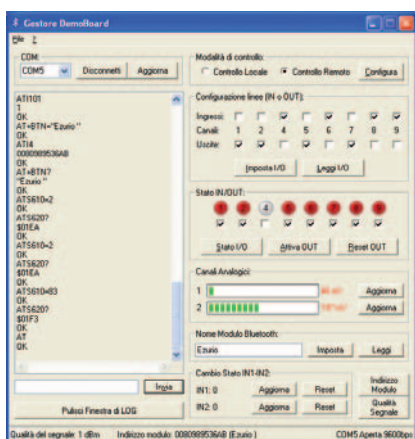 Gestore DemoBoard
File ?
COM:
COM5 Disconnetti Aggiorna
ATI101
1
OK
AT+BTN="Ezurio"
OK
ATI4
0080989536AB
OK
AT+BTN?
"Ezurio"
OK
ATS610=2
OK
ATS620?
$01EA
OK
ATS610=2
OK
ATS620?
$01EA
OK
ATS610=83
OK
ATS620?
$01F3
OK
AT
OK
Invia
Pulisci Finestra di LOG
Modalità di controllo:
Controllo Locale Controllo Remoto Configura
Configurazione linee (IN o OUT):
Ingressi:
Canali: 1 2 4 5 6 7 8 9
Uscite:
Imposta I/O Leggi I/O
Stato IN/OUT:
4
Stato I/O Attiva OUT Reset OUT
Canali Analogici:
1 Aggiorna
2 Aggiorna
Nome Modulo Bluetooth:
Ezurio Imposta Leggi
Cambio Stato IN1-IN2:
IN1: 0 Aggiorna Reset
IN2: 0 Aggiorna Reset
Indirizzo Modulo
Qualità Segnale
Qualità del segnale: 1 dBm Indirizzo modulo: 0080989536AB (Ezurio ) COM5 Aperta 9600bps